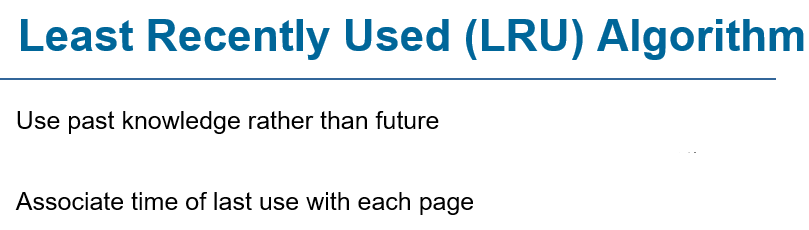 Least Recently Used (LRU) Algorithm
Use past knowledge rather than future
Associate time of last use with each page